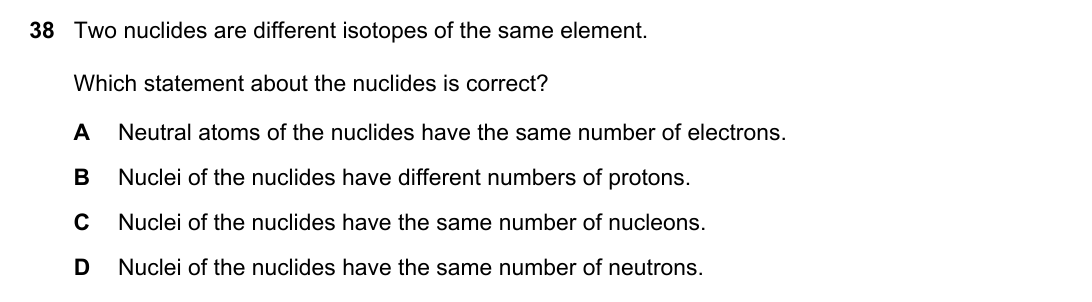 38 Two nuclides are different isotopes of the same element.
Which statement about the nuclides is correct?
A Neutral atoms of the nuclides have the same number of electrons.
B Nuclei of the nuclides have different numbers of protons.
C Nuclei of the nuclides have the same number of nucleons.
D Nuclei of the nuclides have the same number of neutrons.